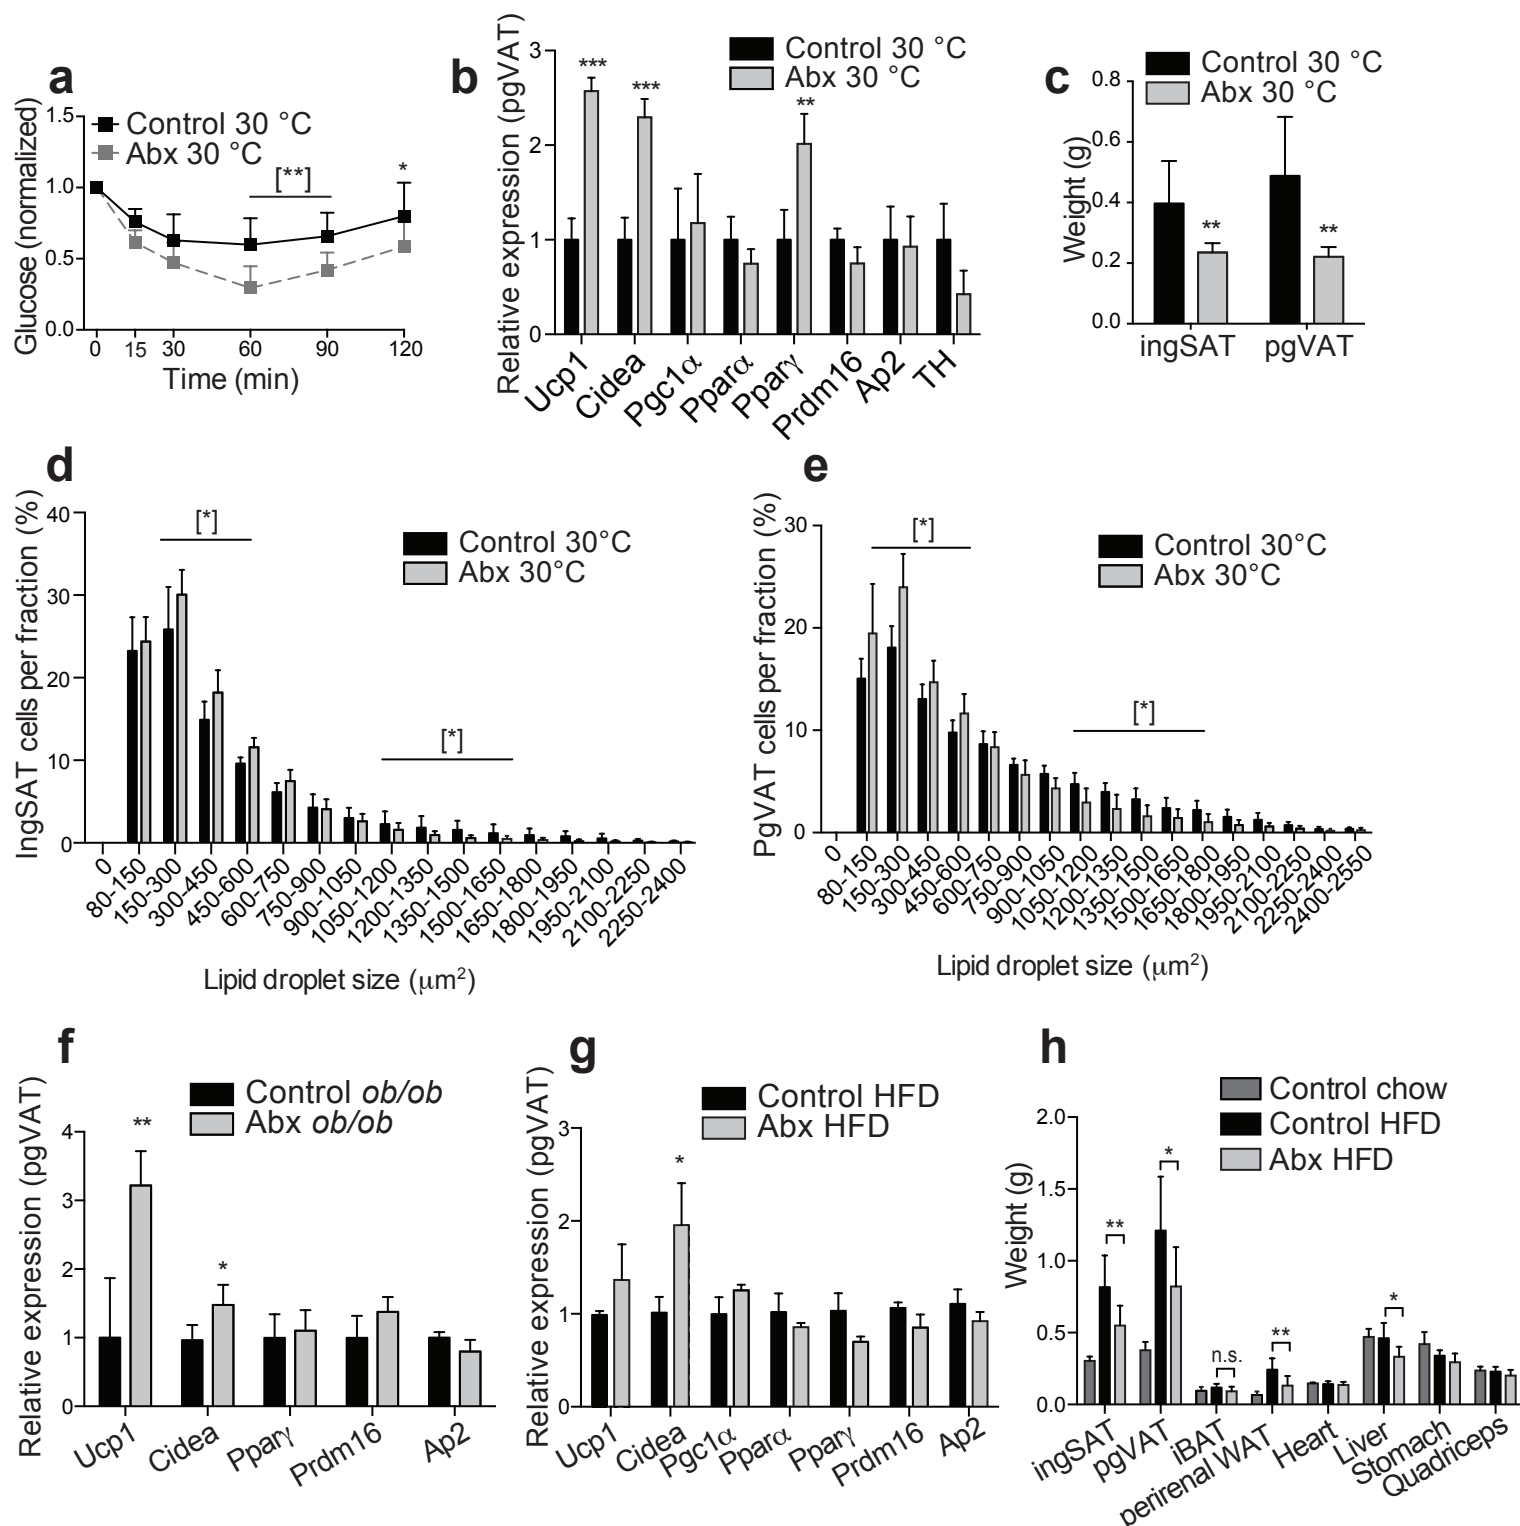 a
Glucose (normalized)
1.5
1.0
0.5
0.0
Control 30 °C
Abx 30 °C
[**]
*
0 15 30 60 90 120
Time (min)
b
Relative expression (pgVAT)
3
2
1
0
Control 30 °C
Abx 30 °C
*** *** **
Ucp1 Cidea Pgc1α Pparα Pparγ Prdm16 Ap2 TH
c
Weight (g)
0.8
0.6
0.4
0.2
0.0
Control 30 °C
Abx 30 °C
** **
ingSAT pgVAT
d
IngSAT cells per fraction (%)
40
30
20
10
0
[*]
[*]
Control 30°C
Abx 30°C
0 80-150 150-300 300-450 450-600 600-750 750-900 900-1050 1050-1200 1200-1350 1350-1500 1500-1650 1650-1800 1800-1950 1950-2100 2100-2250 2250-2400
Lipid droplet size (µm²)
e
PgVAT cells per fraction (%)
30
20
10
0
[*]
[*]
Control 30°C
Abx 30°C
0 80-150 150-300 300-450 450-600 600-750 750-900 900-1050 1050-1200 1200-1350 1350-1500 1500-1650 1650-1800 1800-1950 1950-2100 2100-2250 2250-2400 2400-2550
Lipid droplet size (µm²)
f
Relative expression (pgVAT)
4
3
2
1
0
Control ob/ob
Abx ob/ob
** *
Ucp1 Cidea Pparγ Prdm16 Ap2
g
Relative expression (pgVAT)
3
2
1
0
Control HFD
Abx HFD
*
Ucp1 Cidea Pgc1α Pparα Pparγ Prdm16 Ap2
h
Weight (g)
2.0
1.5
1.0
0.5
0.0
Control chow
Control HFD
Abx HFD
** * n.s. ** *
ingSAT pgVAT iBAT perirenal WAT Heart Liver Stomach Quadriceps